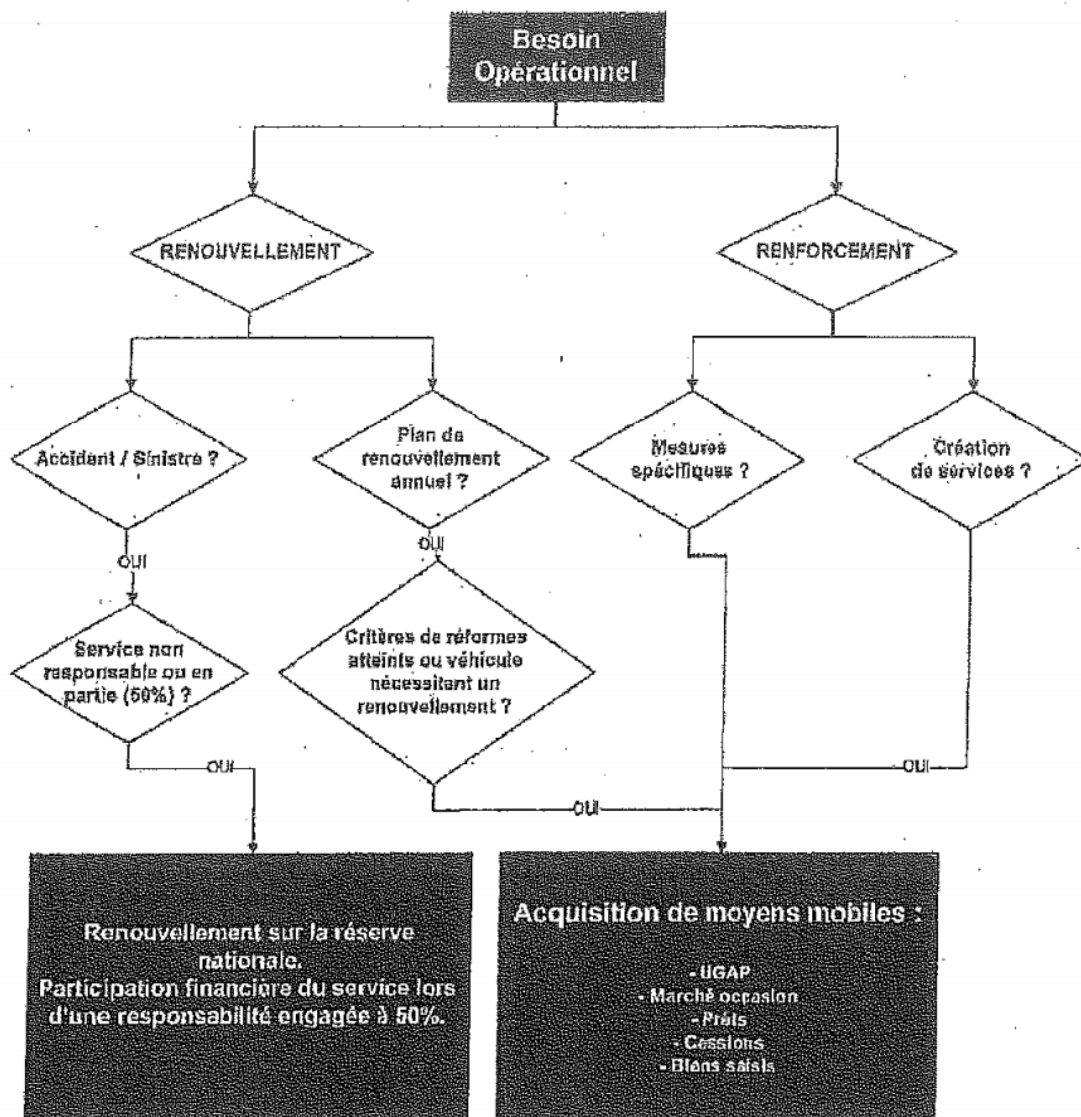 Besoin
Opérationnel
RENOUVELLEMENT
RENFORCEMENT
Accident / Sinistre ?
Plan de
renouvellement
annuel ?
Mesures
spécifiques ?
Création
de services ?
OUI
OUI
Service non
responsable ou en
partie (50%) ?
Critères de réformes
atteints ou véhicule
nécessitant un
renouvellement ?
OUI
OUI
OUI
Renouvellement sur la réserve
nationale.
Participation financière du service lors
d'une responsabilité engagée à 50%.
Acquisition de moyens mobiles :
- UGAP
- Marché occasion
- Prêts
- Cessions
- Biens saisis